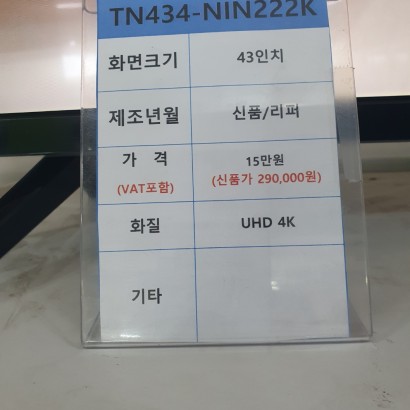 TN434-NIN222K
화면크기 43인치
제조년월 신품/리퍼
가 격 15만원
(VAT포함) (신품가 290,000원)
화질 UHD 4K
기타